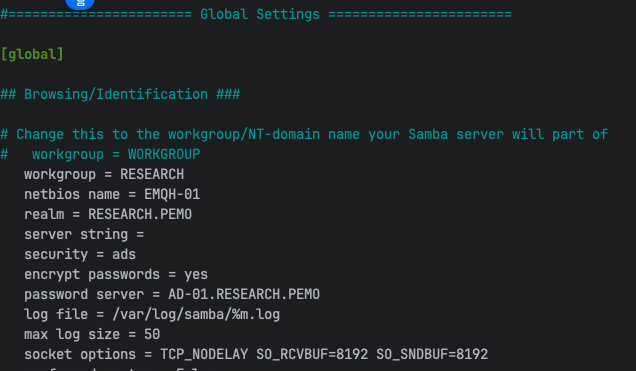 #======================= Global Settings =======================
[global]
## Browsing/Identification ###
# Change this to the workgroup/NT-domain name your Samba server will part of
#   workgroup = WORKGROUP
workgroup = RESEARCH
netbios name = EMQH-01
realm = RESEARCH.PEMO
server string =
security = ads
encrypt passwords = yes
password server = AD-01.RESEARCH.PEMO
log file = /var/log/samba/%m.log
max log size = 50
socket options = TCP_NODELAY SO_RCVBUF=8192 SO_SNDBUF=8192